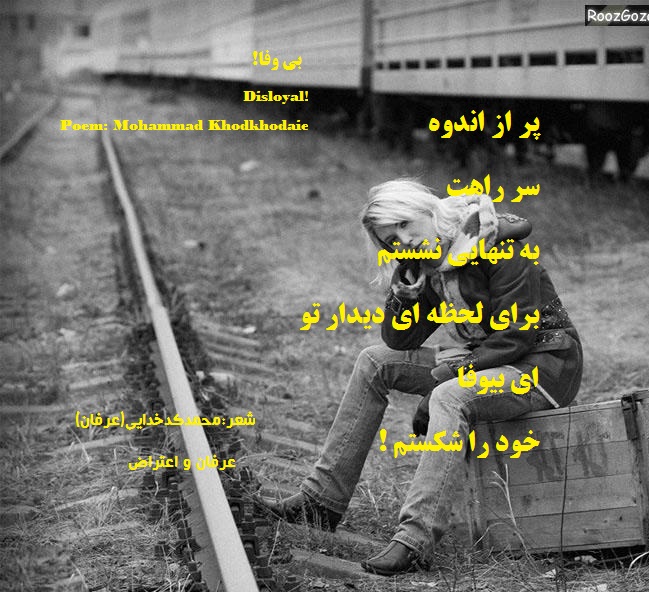 RoozGoz
بی وفا!
Disloyal!
Poem: Mohammad Khodkhodaie
پر از اندوه
سر راهت
به تنهایی نشستم
برای لحظه ای دیدار تو
ای بیوفا
خود را شکستم !
شعر:محمدکدخدایی(عرفان)
عرفان و اعتراض